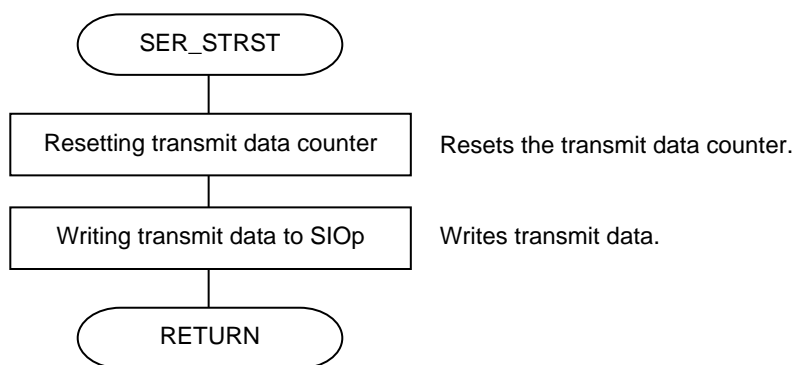 SER_STRST
Resetting transmit data counter Resets the transmit data counter.
Writing transmit data to SIOp Writes transmit data.
RETURN